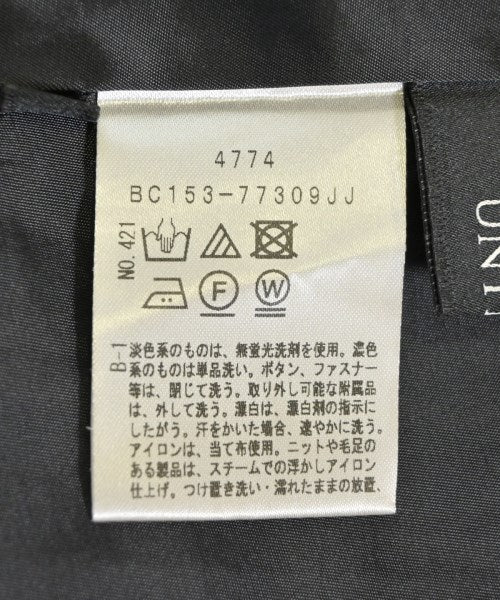 4774
BC153-77309JJ
NO.421
F
W
B-1
淡色系のものは、無蛍光洗剤を使用。濃色
系のものは単品洗い。ボタン、ファスナー
等は、閉じて洗う。取り外し可能な附属品
は、外して洗う。漂白は、漂白剤の指示に
したがう。汗をかいた場合、速やかに洗う。
アイロンは、当て布使用。ニットや毛足の
ある製品は、スチームでの浮かしアイロン
仕上げ。つけ置き洗い・濡れたままの放置、